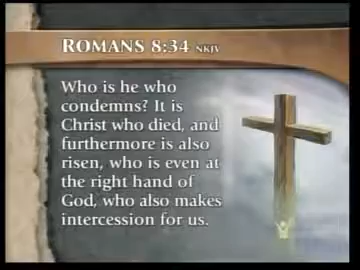 ROMANS 8:34 NKJV
Who is he who
condemns? It is
Christ who died, and
furthermore is also
risen, who is even at
the right hand of
God, who also makes
intercession for us.